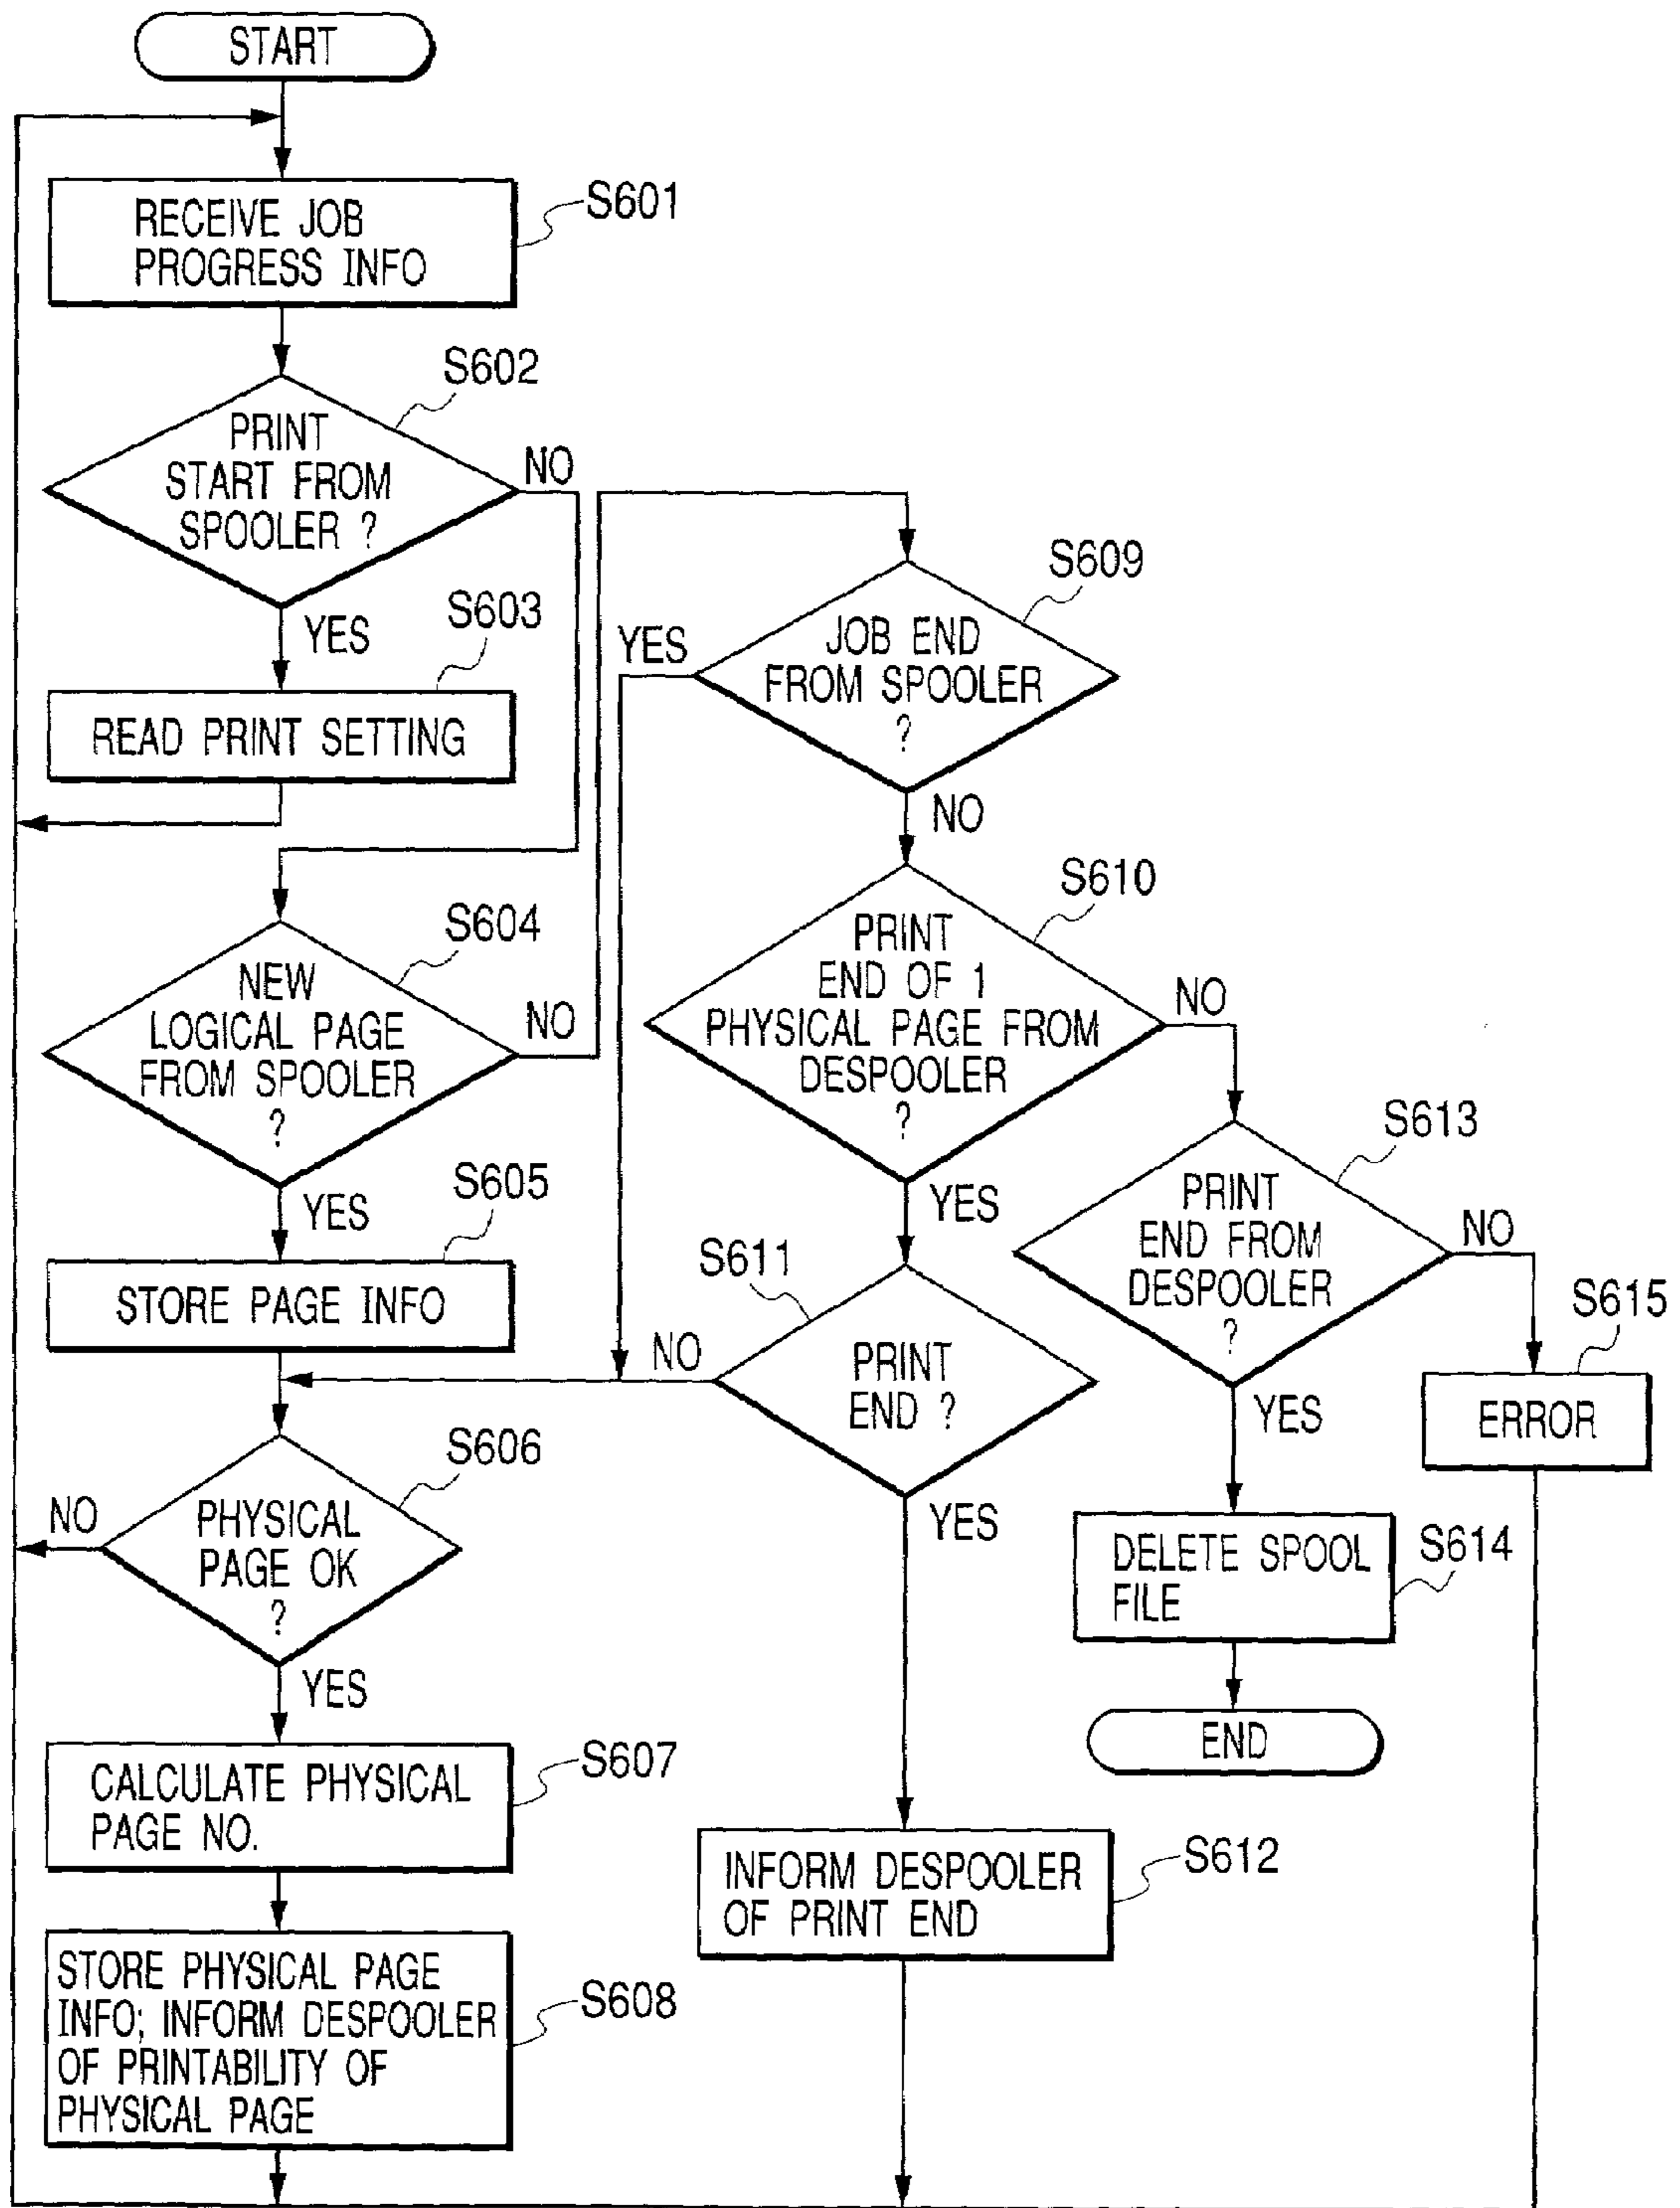 START
RECEIVE JOB
PROGRESS INFO
S601
S602
PRINT
START FROM
SPOOLER ?
NO
YES
S603
READ PRINT SETTING
S604
NEW
LOGICAL PAGE
FROM SPOOLER
?
NO
YES
S605
STORE PAGE INFO
S606
PHYSICAL
PAGE OK
?
NO
YES
CALCULATE PHYSICAL
PAGE NO.
S607
STORE PHYSICAL PAGE
INFO; INFORM DESPOOLER
OF PRINTABILITY OF
PHYSICAL PAGE
S608
S609
JOB END
FROM SPOOLER
?
YES
NO
S610
PRINT
END OF 1
PHYSICAL PAGE FROM
DESPOOLER
?
NO
YES
S611
PRINT
END ?
NO
YES
INFORM DESPOOLER
OF PRINT END
S612
S613
PRINT
END FROM
DESPOOLER
?
NO
YES
DELETE SPOOL
FILE
S614
END
S615
ERROR